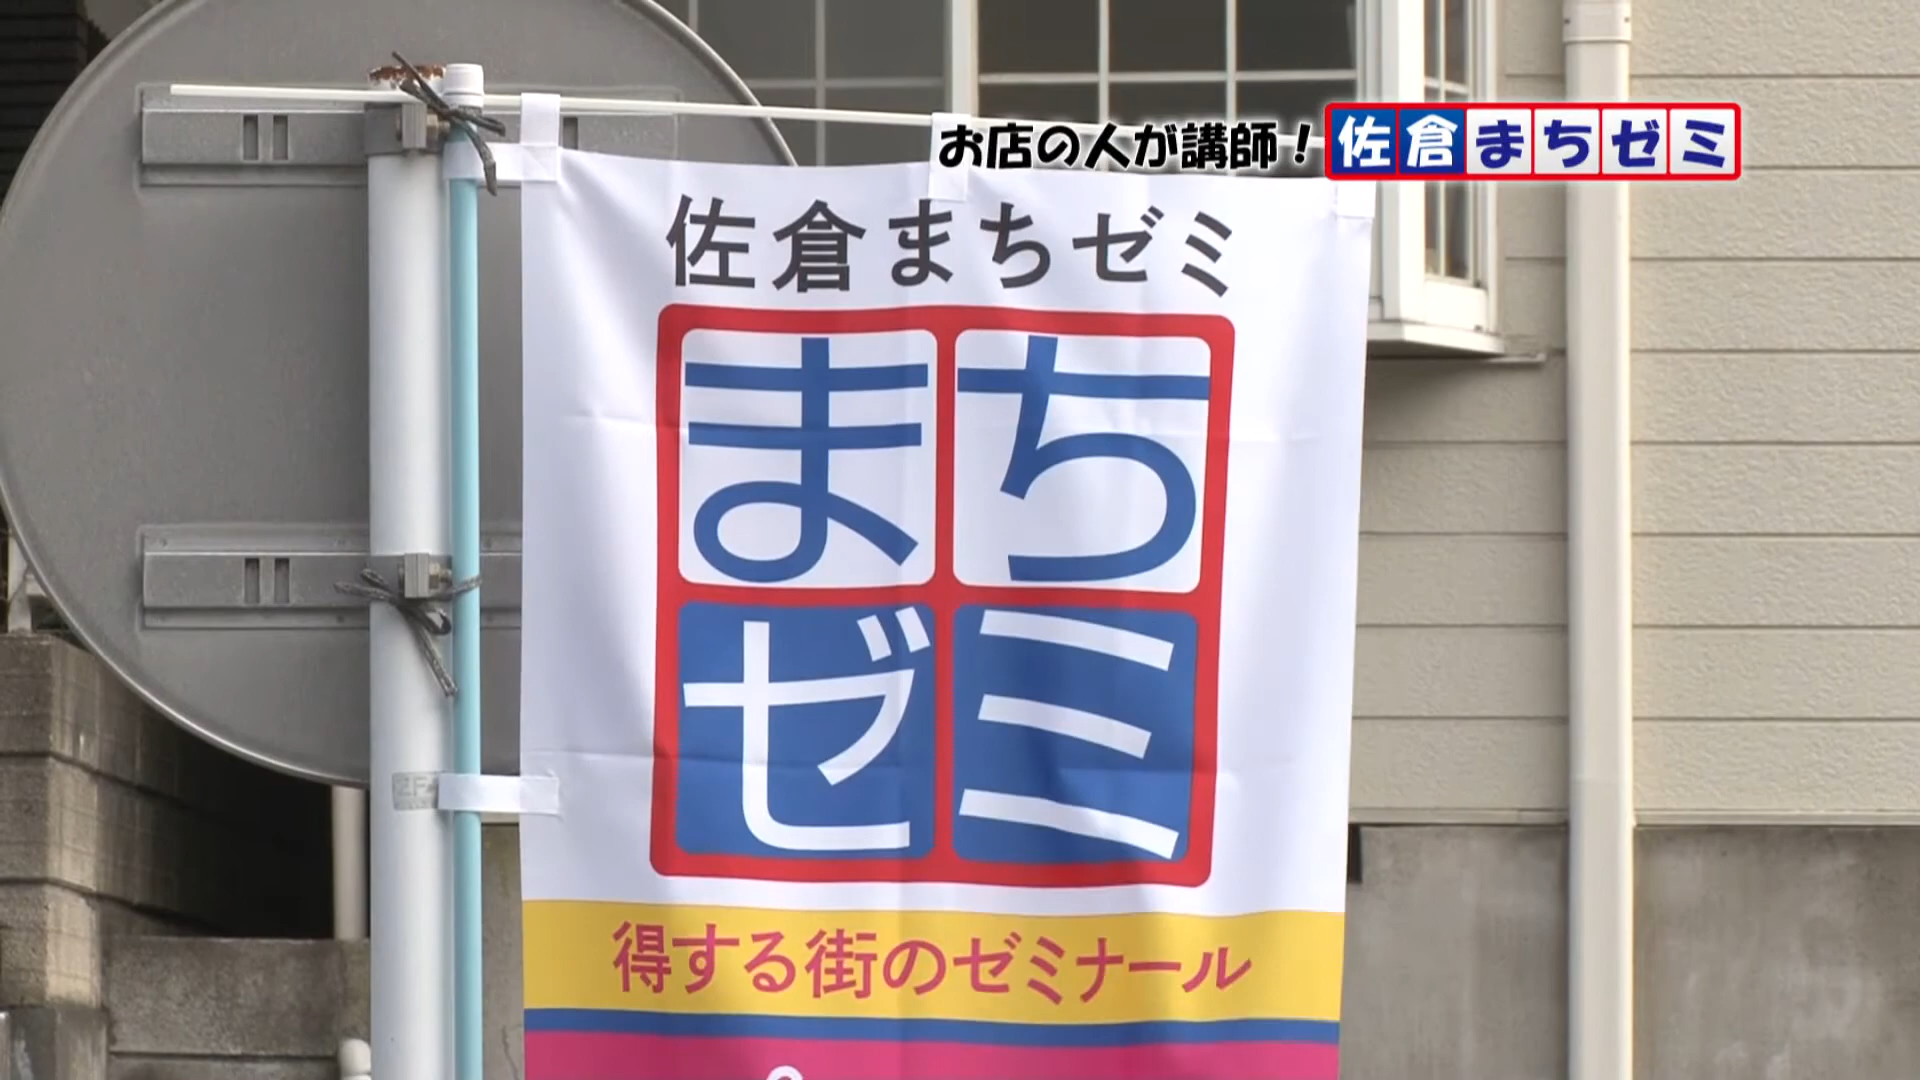 お店の人が講師！佐倉まちゼミ
佐倉まちゼミ
まち
ゼミ
得する街のゼミナール